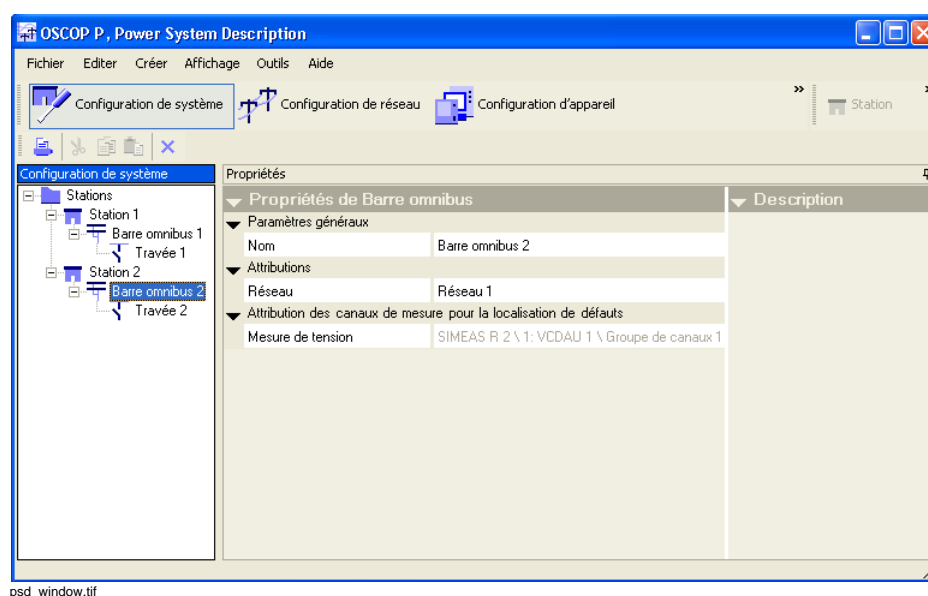 OSCOP P, Power System Description
Fichier Editer Créer Affichage Outils Aide
Configuration de système Configuration de réseau Configuration d'appareil » Station
Configuration de système
Stations
Station 1
Barre omnibus 1
Travée 1
Station 2
Barre omnibus 2
Travée 2
Propriétés
Propriétés de Barre omnibus
Paramètres généraux
Nom Barre omnibus 2
Attributions
Réseau Réseau 1
Attribution des canaux de mesure pour la localisation de défauts
Mesure de tension SIMEAS R 2 \ 1: VCDAU 1 \ Groupe de canaux 1
Description
psd_window.tif